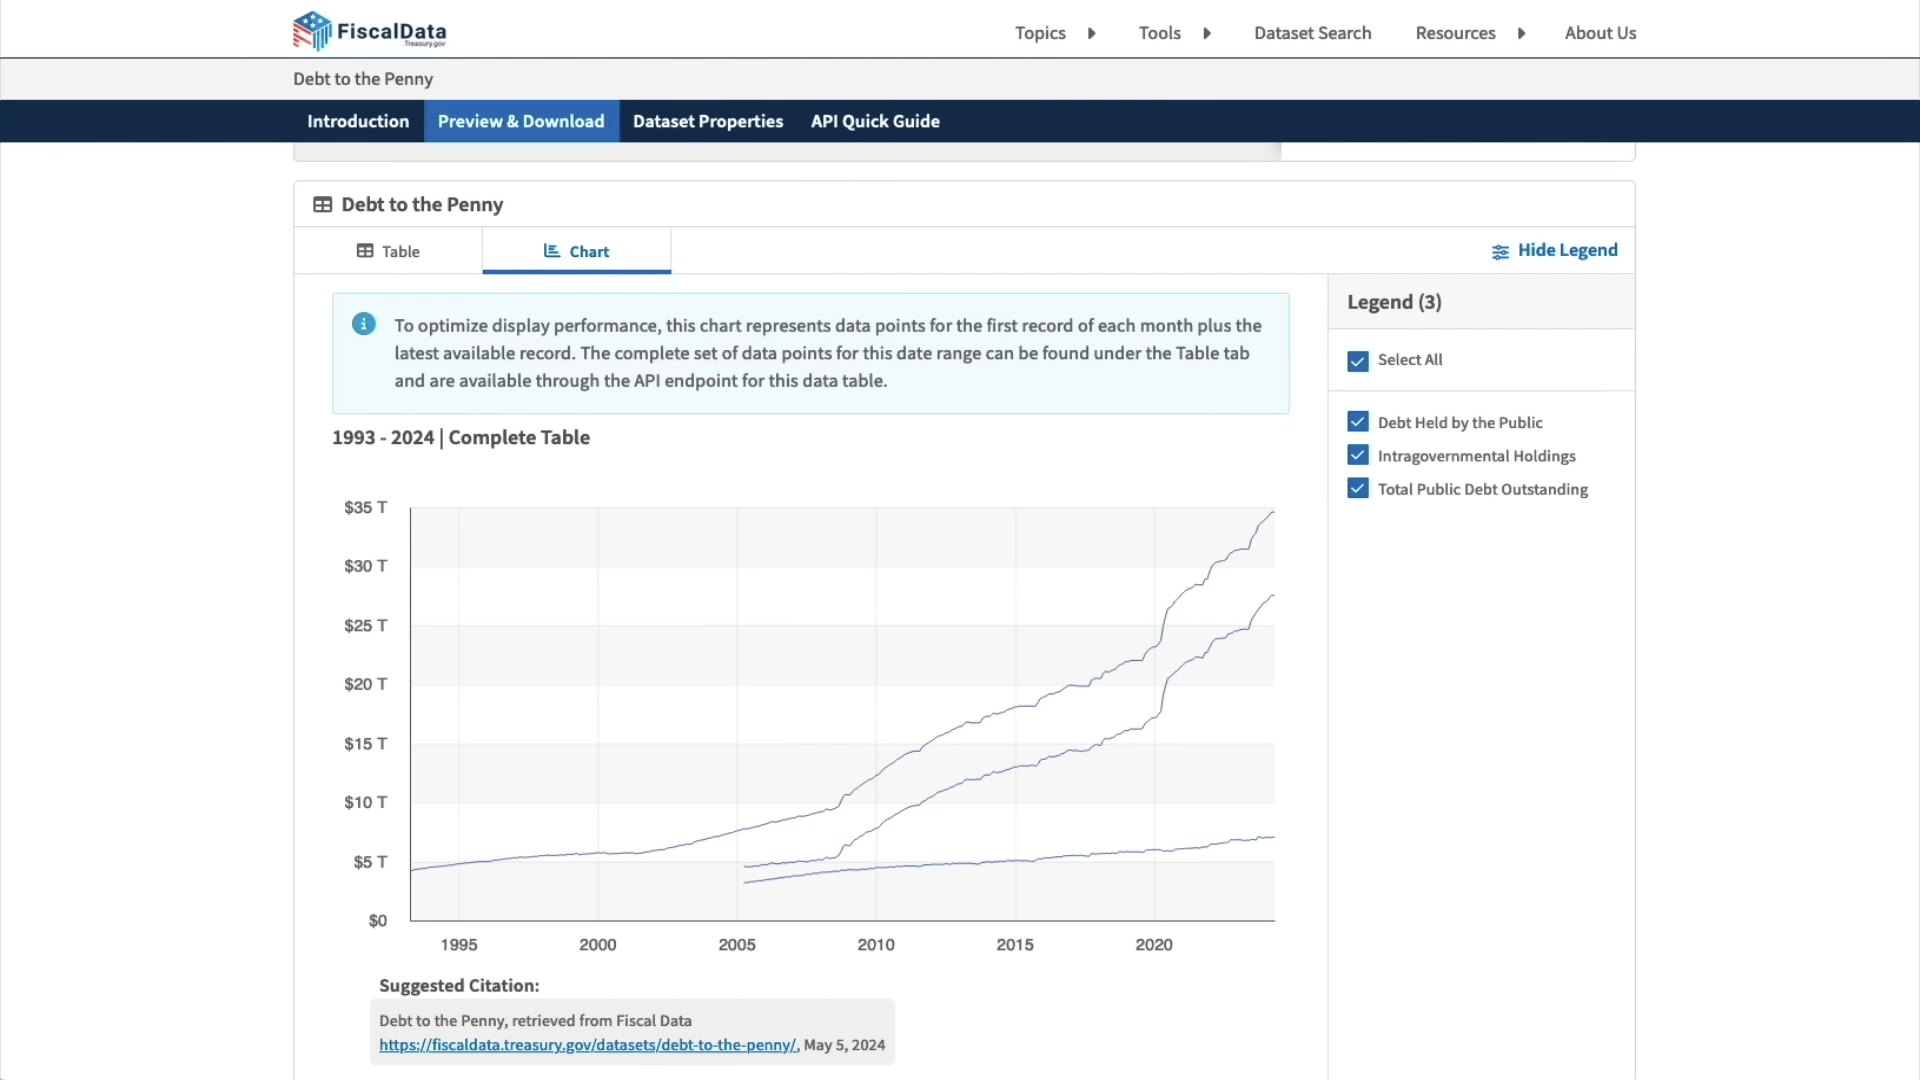 FiscalData
.Treasury.gov
Topics
Tools
Dataset Search
Resources
About Us
Debt to the Penny
Introduction
Preview & Download
Dataset Properties
API Quick Guide
Debt to the Penny
Table
Chart
Hide Legend
To optimize display performance, this chart represents data points for the first record of each month plus the
latest available record. The complete set of data points for this date range can be found under the Table tab
and are available through the API endpoint for this data table.
Legend (3)
Select All
Debt Held by the Public
Intragovernmental Holdings
Total Public Debt Outstanding
1993 - 2024 | Complete Table
$35 T
$30 T
$25 T
$20 T
$15 T
$10 T
$5 T
$0
1995
2000
2005
2010
2015
2020
Suggested Citation:
Debt to the Penny, retrieved from Fiscal Data
https://fiscaldata.treasury.gov/datasets/debt-to-the-penny/, May 5, 2024